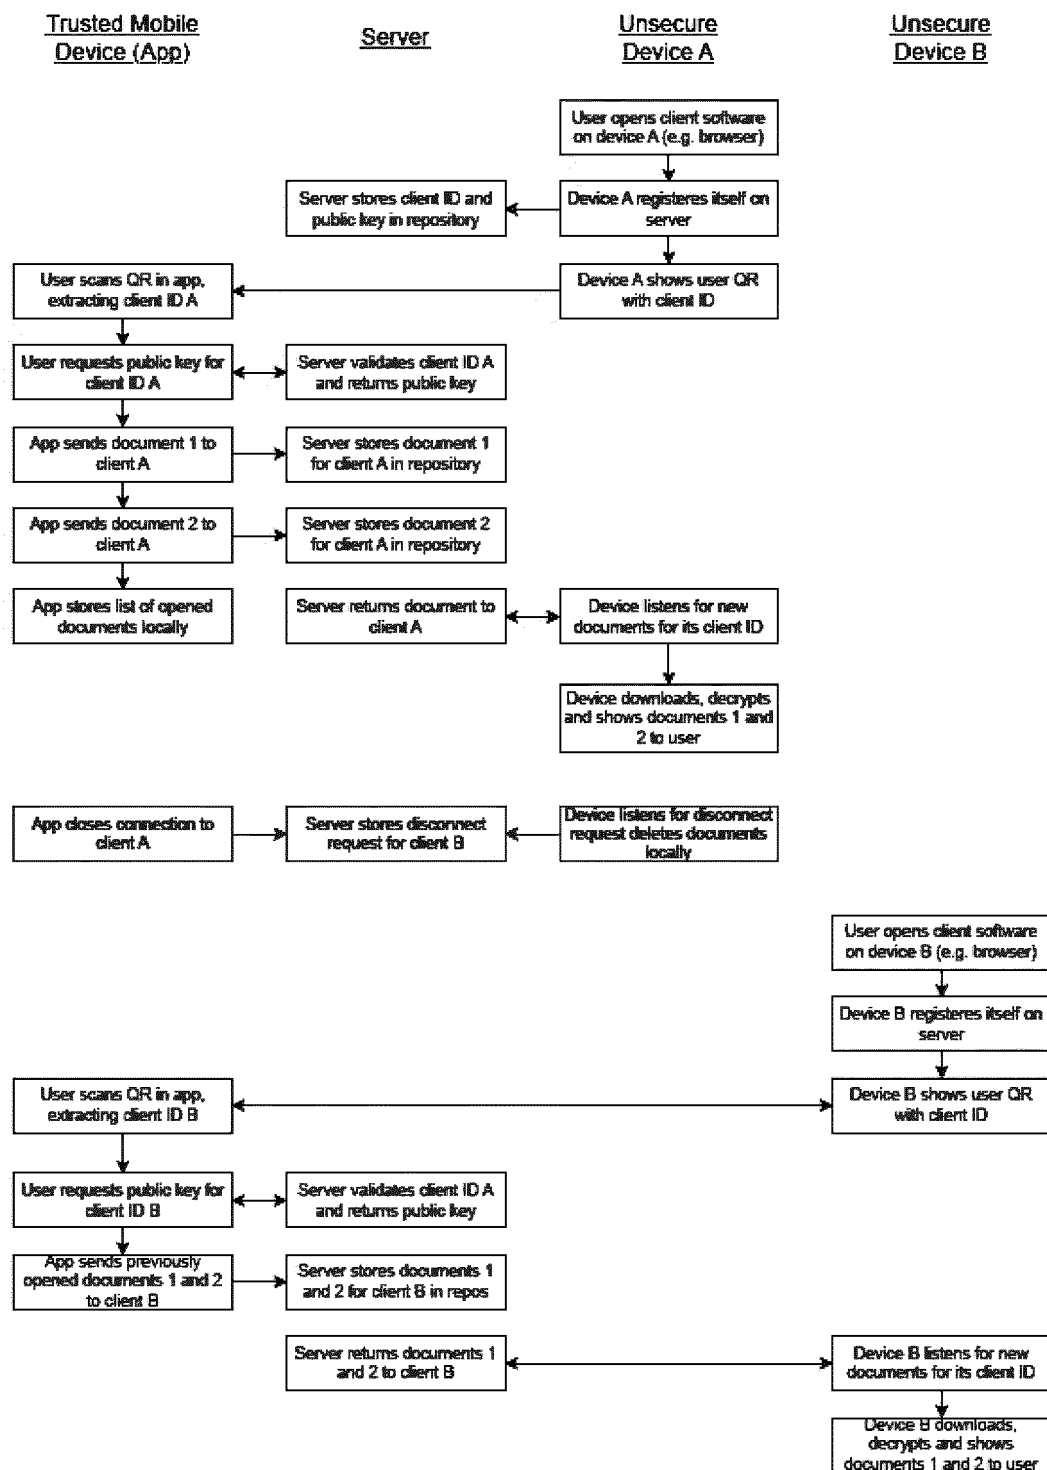 Trusted Mobile
Device (App)
Server
Unsecure
Device A
Unsecure
Device B
User opens client software
on device A (e.g. browser)
Server stores client ID and
public key in repository
Device A registeres itself on
server
User scans QR in app,
extracting client ID A
Device A shows user QR
with client ID
User requests public key for
client ID A
Server validates client ID A
and returns public key
App sends document 1 to
client A
Server stores document 1
for client A in repository
App sends document 2 to
client A
Server stores document 2
for client A in repository
App stores list of opened
documents locally
Server returns document to
client A
Device listens for new
documents for its client ID
Device downloads, decrypts
and shows documents 1 and
2 to user
App closes connection to
client A
Server stores disconnect
request for client B
Device listens for disconnect
request deletes documents
locally
User opens client software
on device B (e.g. browser)
Device B registeres itself on
server
User scans QR in app,
extracting client ID B
Device B shows user QR
with client ID
User requests public key for
client ID B
Server validates client ID A
and returns public key
App sends previously
opened documents 1 and 2
to client B
Server stores documents 1
and 2 for client B in repos
Server returns documents 1
and 2 to client B
Device B listens for new
documents for its client ID
Device B downloads,
decrypts and shows
documents 1 and 2 to user